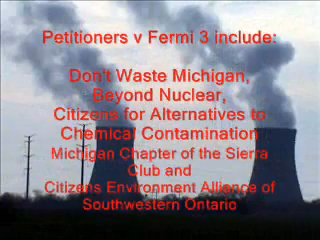 Petitioners v Fermi 3 include:
Don't Waste Michigan,
Beyond Nuclear,
Citizens for Alternatives to
Chemical Contamination
Michigan Chapter of the Sierra
Club and
Citizens Environment Alliance of
Southwestern Ontario